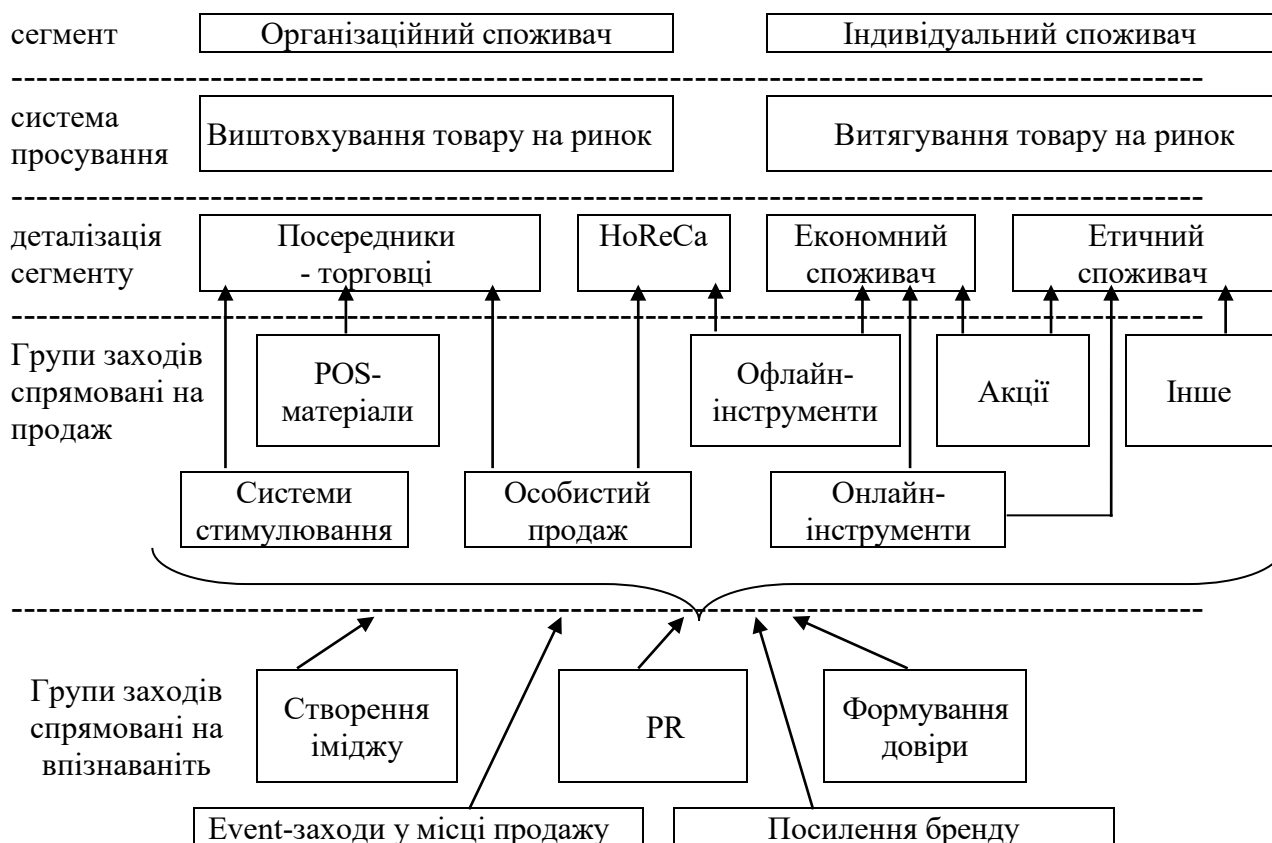 сегмент
Організаційний споживач
Індивідуальний споживач
система
просування
Виштовхування товару на ринок
Витягування товару на ринок
деталізація
сегменту
Посередники
- торговці
HoReCa
Економний
споживач
Етичний
споживач
Групи заходів
спрямовані на
продаж
POS-
матеріали
Офлайн-
інструменти
Акції
Інше
Системи
стимулювання
Особистий
продаж
Онлайн-
інструменти
Групи заходів
спрямовані на
впізнаваніть
Створення
іміджу
PR
Формування
довіри
Event-заходи у місці продажу
Посилення бренду